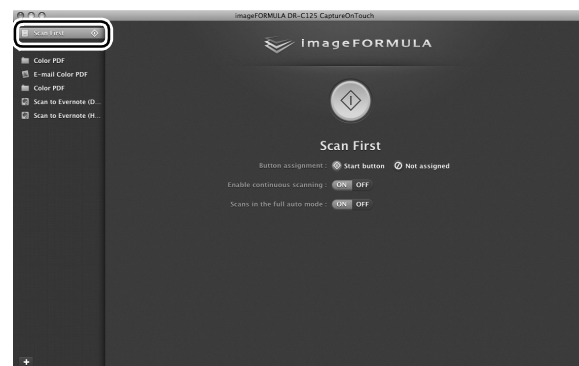 imageFORMULA DR-C125 CaptureOnTouch
Scan First
imageFORMULA
Color PDF
E-mail Color PDF
Color PDF
Scan to Evernote (D...
Scan to Evernote (H...
Scan First
Button assignment : Start button Not assigned
Enable continuous scanning : ON OFF
Scans in the full auto mode : ON OFF
+